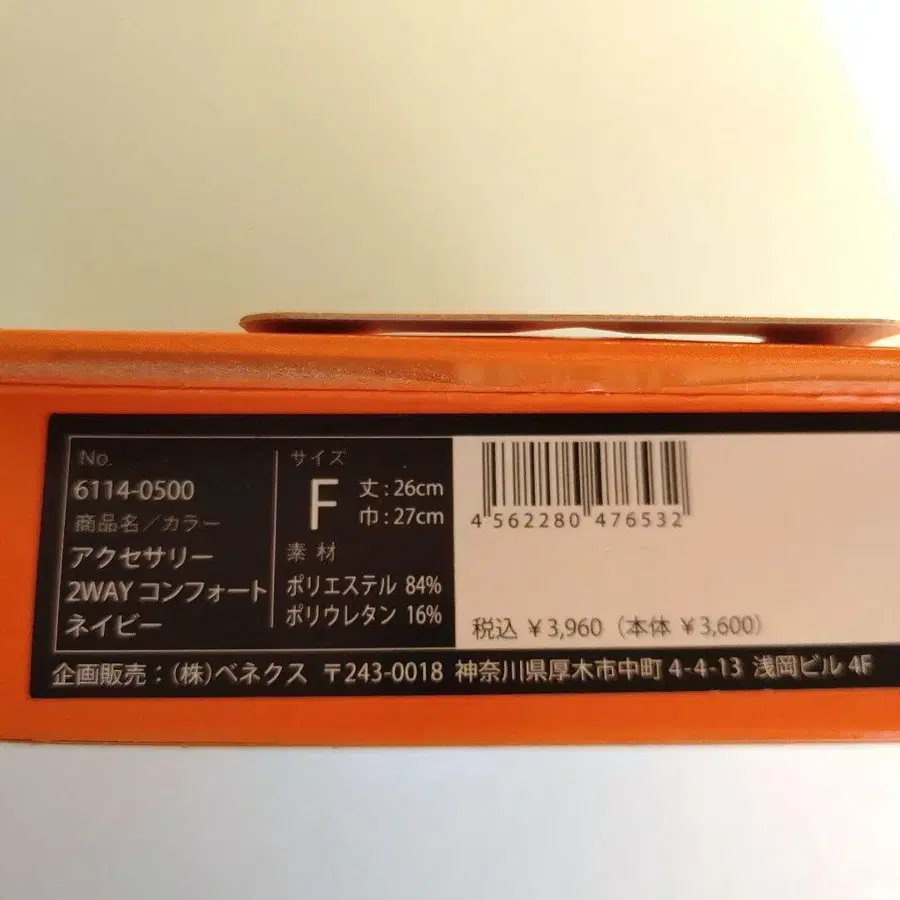 No.
6114-0500
商品名／カラー
アクセサリー
2WAY コンフォート
ネイビー
サイズ
F
丈：26cm
巾：27cm
素材
ポリエステル 84%
ポリウレタン 16%
4 562280 476532
税込 ￥3,960（本体 ￥3,600）
企画販売：（株）ベネクス 〒243-0018 神奈川県厚木市中町 4-4-13 浅岡ビル 4F